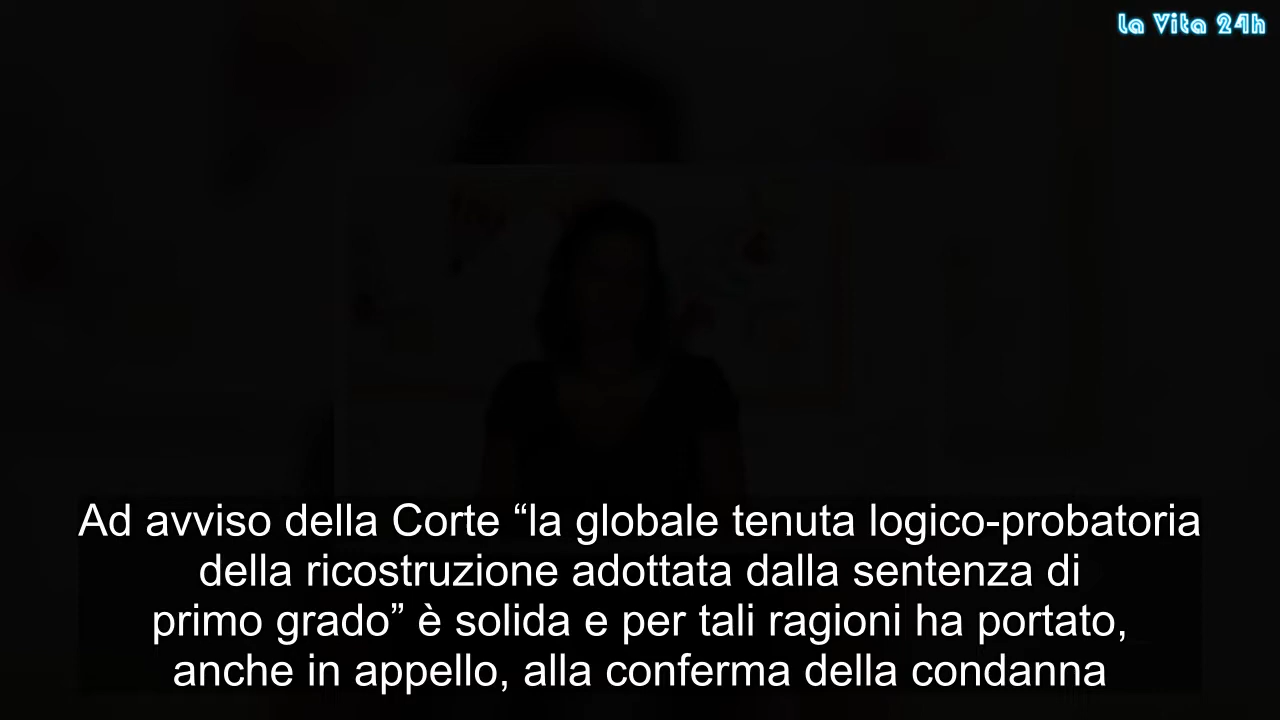 La Vita 24h
Ad avviso della Corte “la globale tenuta logico-probatoria
della ricostruzione adottata dalla sentenza di
primo grado” è solida e per tali ragioni ha portato,
anche in appello, alla conferma della condanna